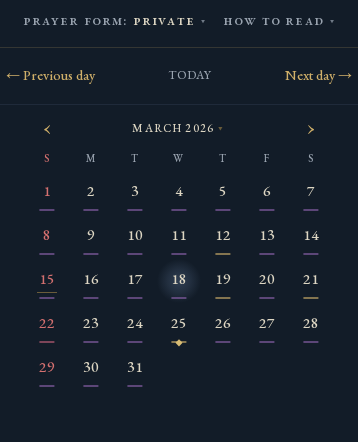 PRAYER FORM: PRIVATE ▾ HOW TO READ ▾
← Previous day TODAY Next day →
‹ MARCH 2026 ▾ ›
S M T W T F S
1 2 3 4 5 6 7
8 9 10 11 12 13 14
15 16 17 18 19 20 21
22 23 24 25 26 27 28
29 30 31